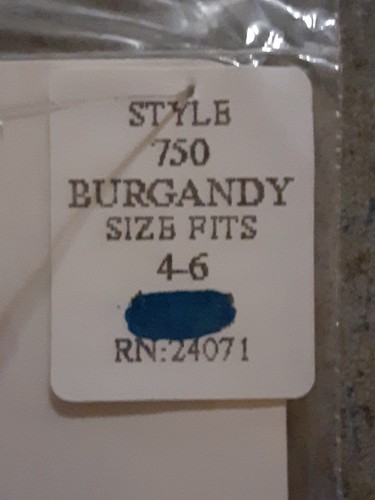 STYLE
750
BURGANDY
SIZE FITS
4-6
RN:24071